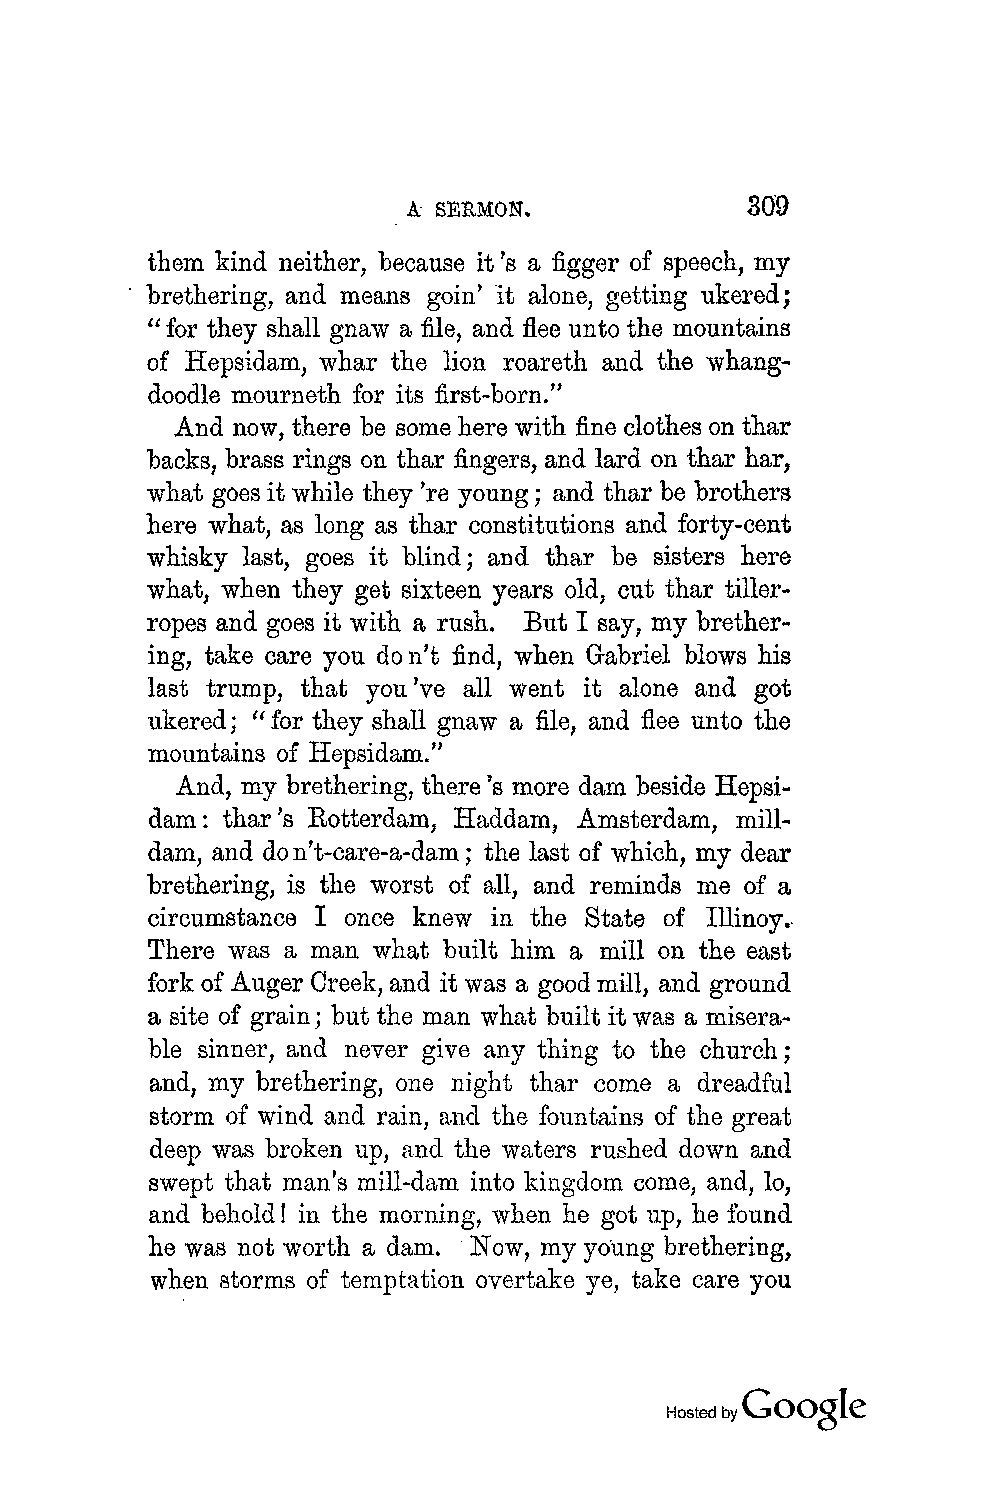 A SERMON. 309
them kind neither, because it 's a figger of speech, my
brethering, and means goin' it alone, getting ukered;
"for they shall gnaw a file, and flee unto the mountains
of Hepsidam, whar the lion roareth and the whang-
doodle mourneth for its first-born."
And now, there be some here with fine clothes on thar
backs, brass rings on thar fingers, and lard on thar har,
what goes it while they 're young; and thar be brothers
here what, as long as thar constitutions and forty-cent
whisky last, goes it blind; and thar be sisters here
what, when they get sixteen years old, cut thar tiller-
ropes and goes it with a rush. But I say, my brether-
ing, take care you don't find, when Gabriel blows his
last trump, that you 've all went it alone and got
ukered; "for they shall gnaw a file, and flee unto the
mountains of Hepsidam."
And, my brethering, there 's more dam beside Hepsi-
dam: thar 's Rotterdam, Haddam, Amsterdam, mill-
dam, and don't-care-a-dam; the last of which, my dear
brethering, is the worst of all, and reminds me of a
circumstance I once knew in the State of Illinoy.
There was a man what built him a mill on the east
fork of Auger Creek, and it was a good mill, and ground
a site of grain; but the man what built it was a misera-
ble sinner, and never give any thing to the church;
and, my brethering, one night thar come a dreadful
storm of wind and rain, and the fountains of the great
deep was broken up, and the waters rushed down and
swept that man's mill-dam into kingdom come, and, lo,
and behold! in the morning, when he got up, he found
he was not worth a dam. Now, my young brethering,
when storms of temptation overtake ye, take care you
Hosted by Google